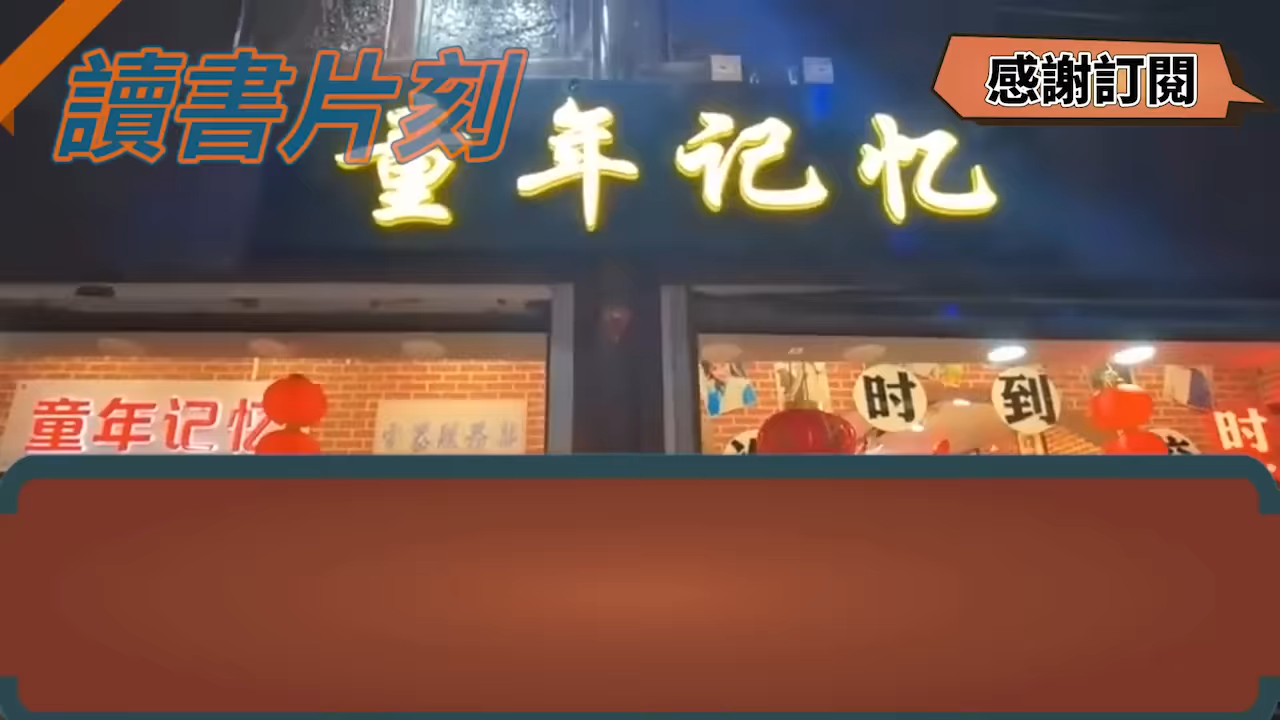 讀書片刻
感謝訂閱
童年记忆
童年记忆
时到
时